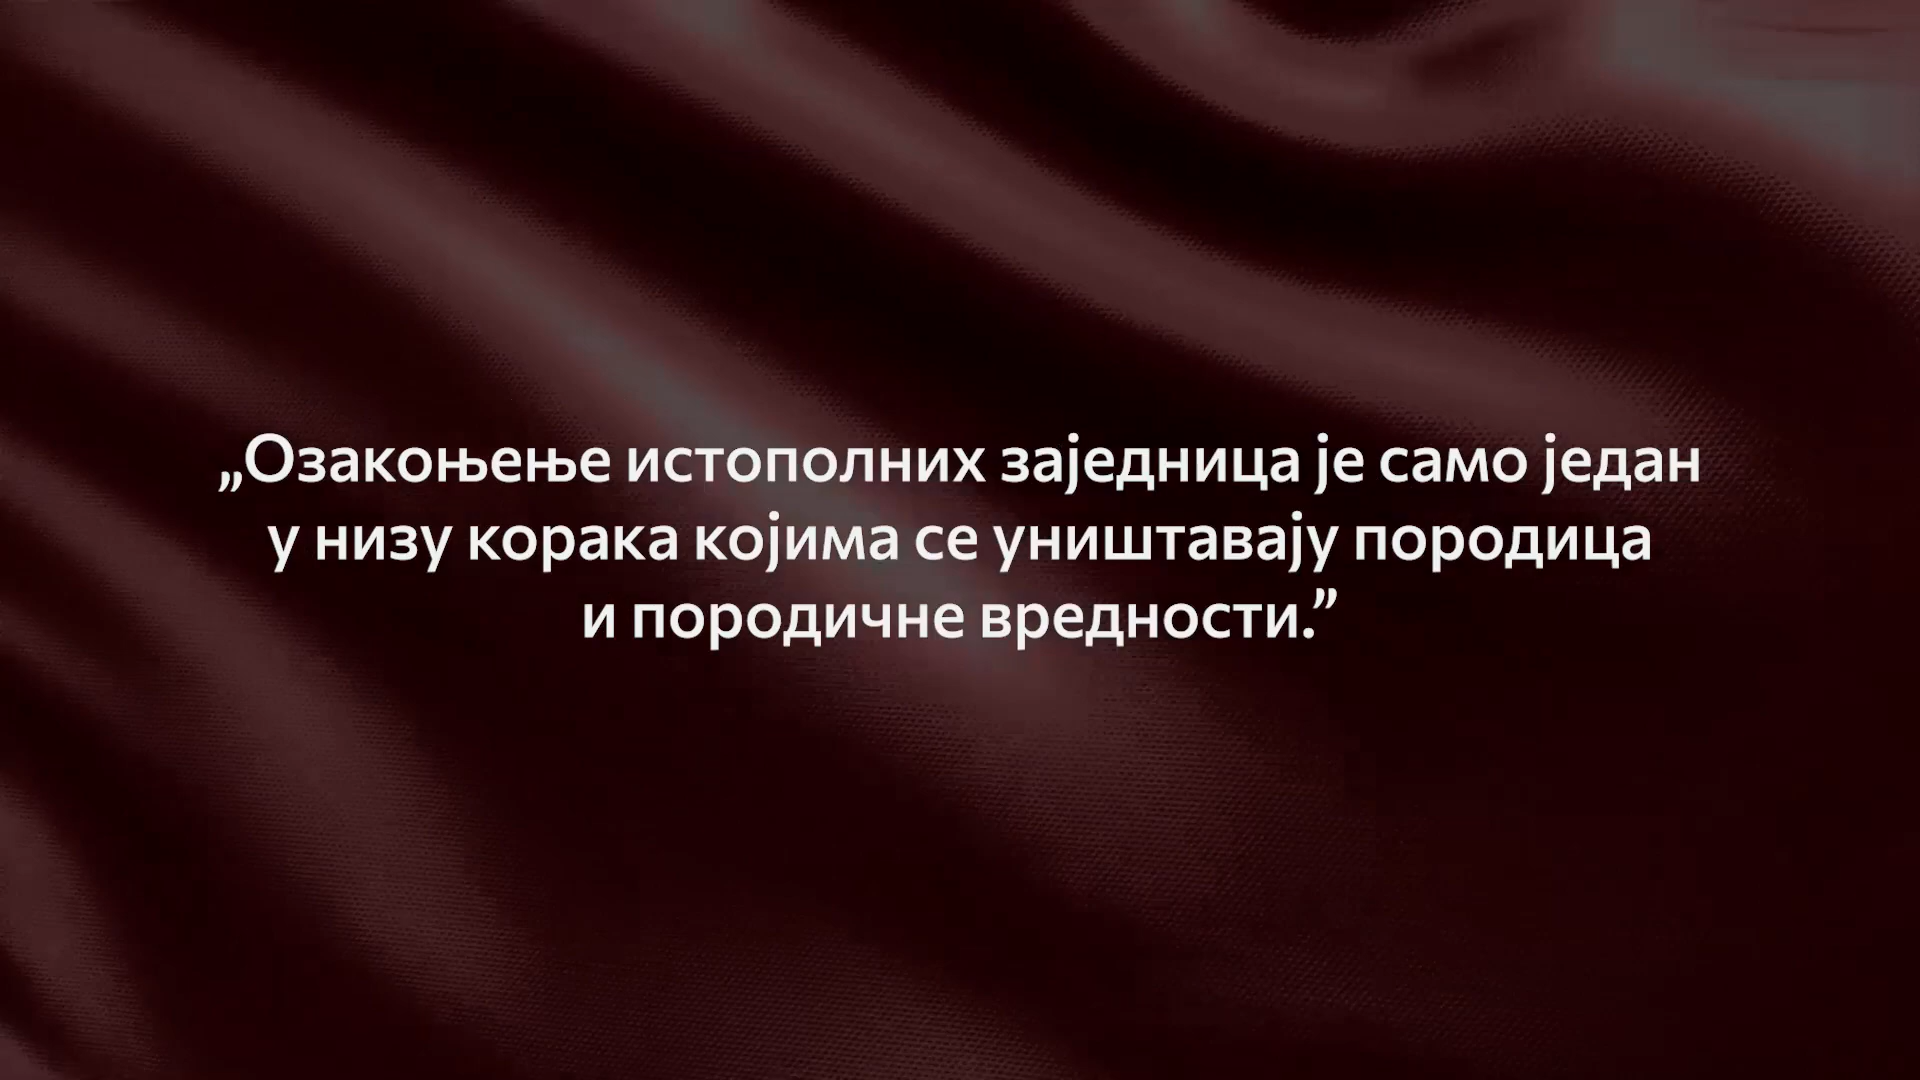 „Озакоњење истополних заједница је само један
у низу корака којима се уништавају породица
и породичне вредности.”